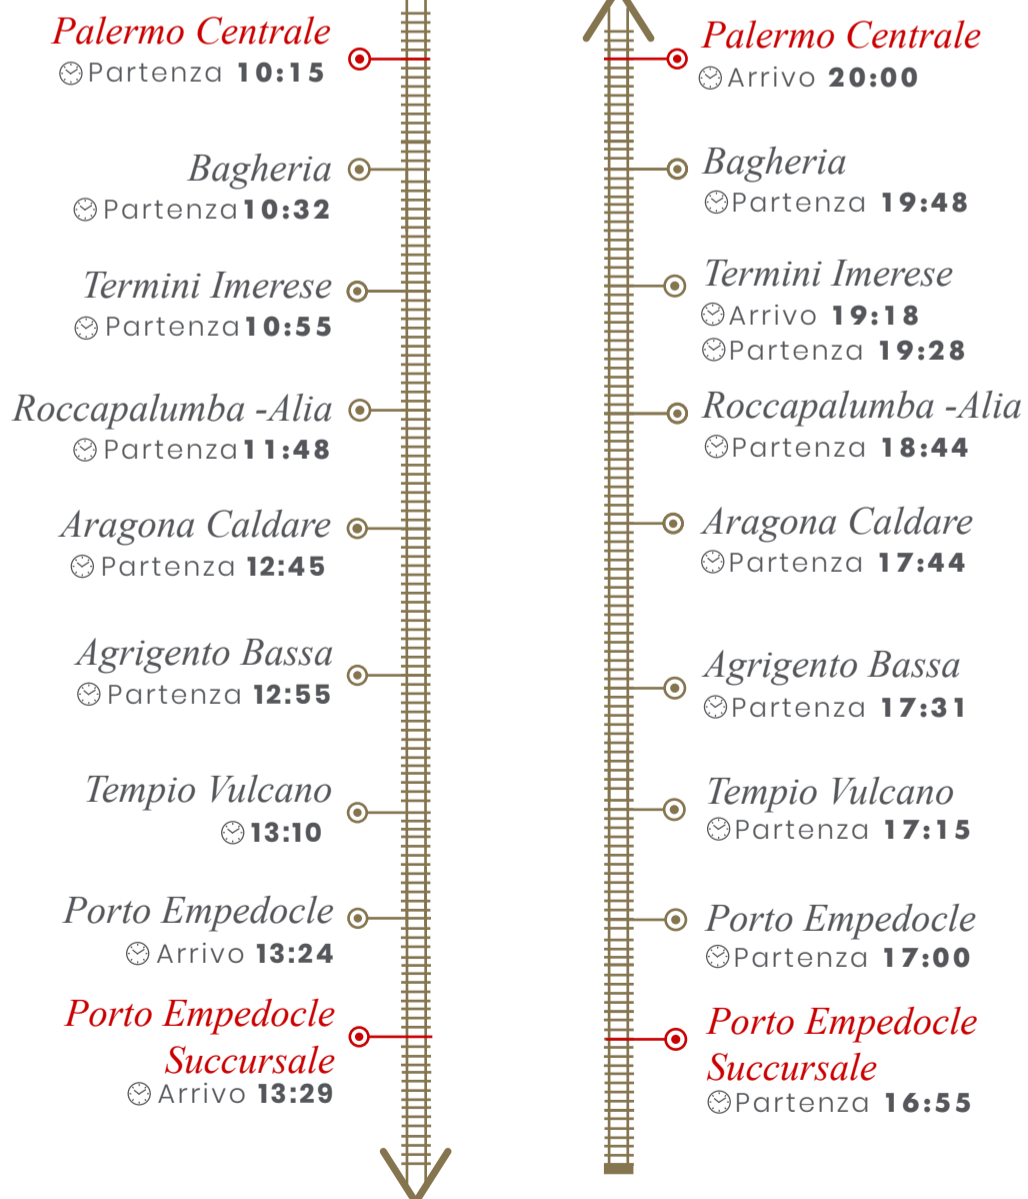 Palermo Centrale
Partenza 10:15
Bagheria
Partenza 10:32
Termini Imerese
Partenza 10:55
Roccapalumba -Alia
Partenza 11:48
Aragona Caldare
Partenza 12:45
Agrigento Bassa
Partenza 12:55
Tempio Vulcano
13:10
Porto Empedocle
Arrivo 13:24
Porto Empedocle
Succursale
Arrivo 13:29
Palermo Centrale
Arrivo 20:00
Bagheria
Partenza 19:48
Termini Imerese
Arrivo 19:18
Partenza 19:28
Roccapalumba -Alia
Partenza 18:44
Aragona Caldare
Partenza 17:44
Agrigento Bassa
Partenza 17:31
Tempio Vulcano
Partenza 17:15
Porto Empedocle
Partenza 17:00
Porto Empedocle
Succursale
Partenza 16:55